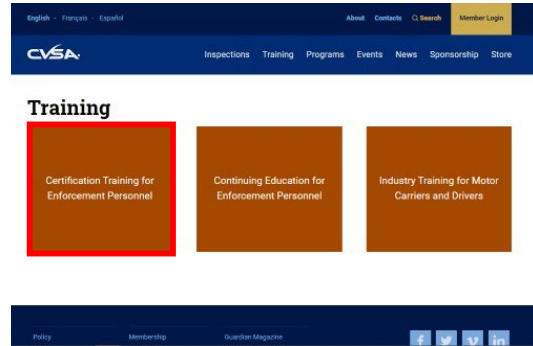 English - Français - Español
About Contacts Search Member Login
CVSA
Inspections Training Programs Events News Sponsorship Store
Training
Certification Training for
Enforcement Personnel
Continuing Education for
Enforcement Personnel
Industry Training for Motor
Carriers and Drivers
Policy Membership Guardian Magazine